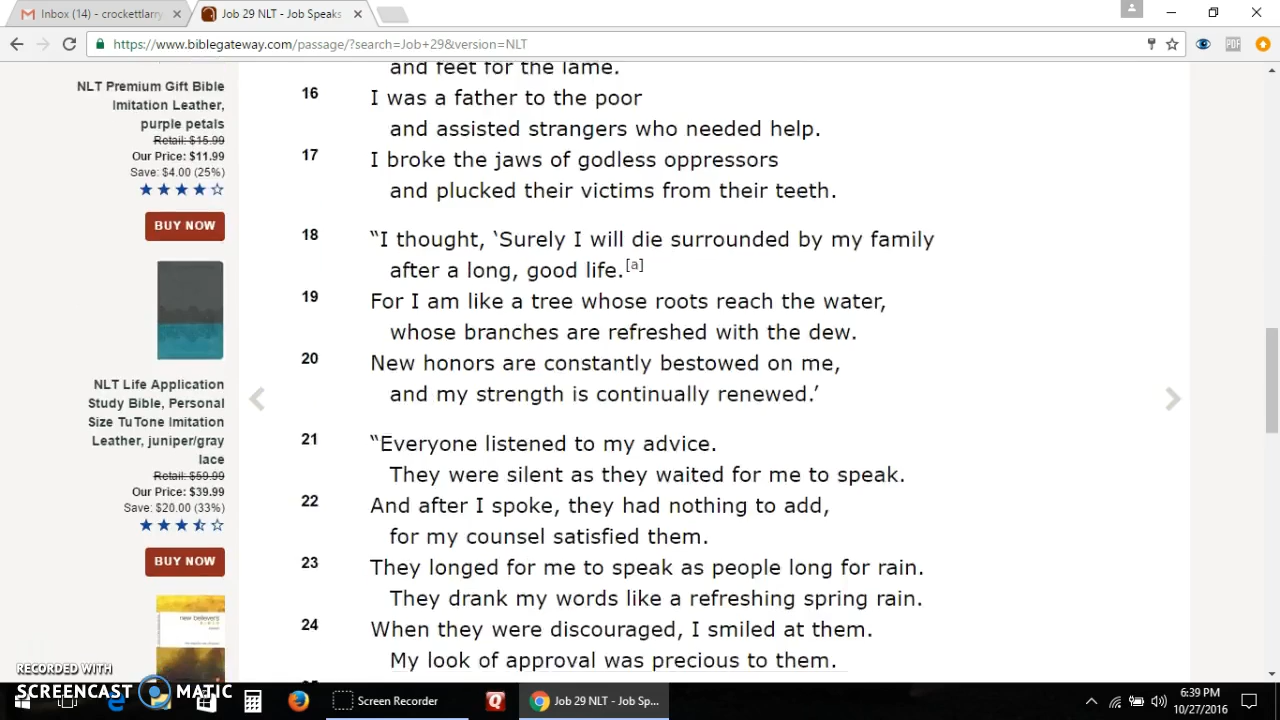 Inbox (14) - crockettlarry
Job 29 NLT - Job Speaks
https://www.biblegateway.com/passage/?search=Job+29&version=NLT
PDF
NLT Premium Gift Bible
Imitation Leather,
purple petals
Retail: $15.99
Our Price: $11.99
Save: $4.00 (25%)
BUY NOW
NLT Life Application
Study Bible, Personal
Size TuTone Imitation
Leather, juniper/gray
lace
Retail: $59.99
Our Price: $39.99
Save: $20.00 (33%)
BUY NOW
new believer's
and feet for the lame.
16 I was a father to the poor
and assisted strangers who needed help.
17 I broke the jaws of godless oppressors
and plucked their victims from their teeth.
18 “I thought, ‘Surely I will die surrounded by my family
after a long, good life.[a]
19 For I am like a tree whose roots reach the water,
whose branches are refreshed with the dew.
20 New honors are constantly bestowed on me,
and my strength is continually renewed.’
21 “Everyone listened to my advice.
They were silent as they waited for me to speak.
22 And after I spoke, they had nothing to add,
for my counsel satisfied them.
23 They longed for me to speak as people long for rain.
They drank my words like a refreshing spring rain.
24 When they were discouraged, I smiled at them.
My look of approval was precious to them.
RECORDED WITH
SCREENCAST MATIC
Screen Recorder
Job 29 NLT - Job Sp...
6:39 PM
10/27/2016